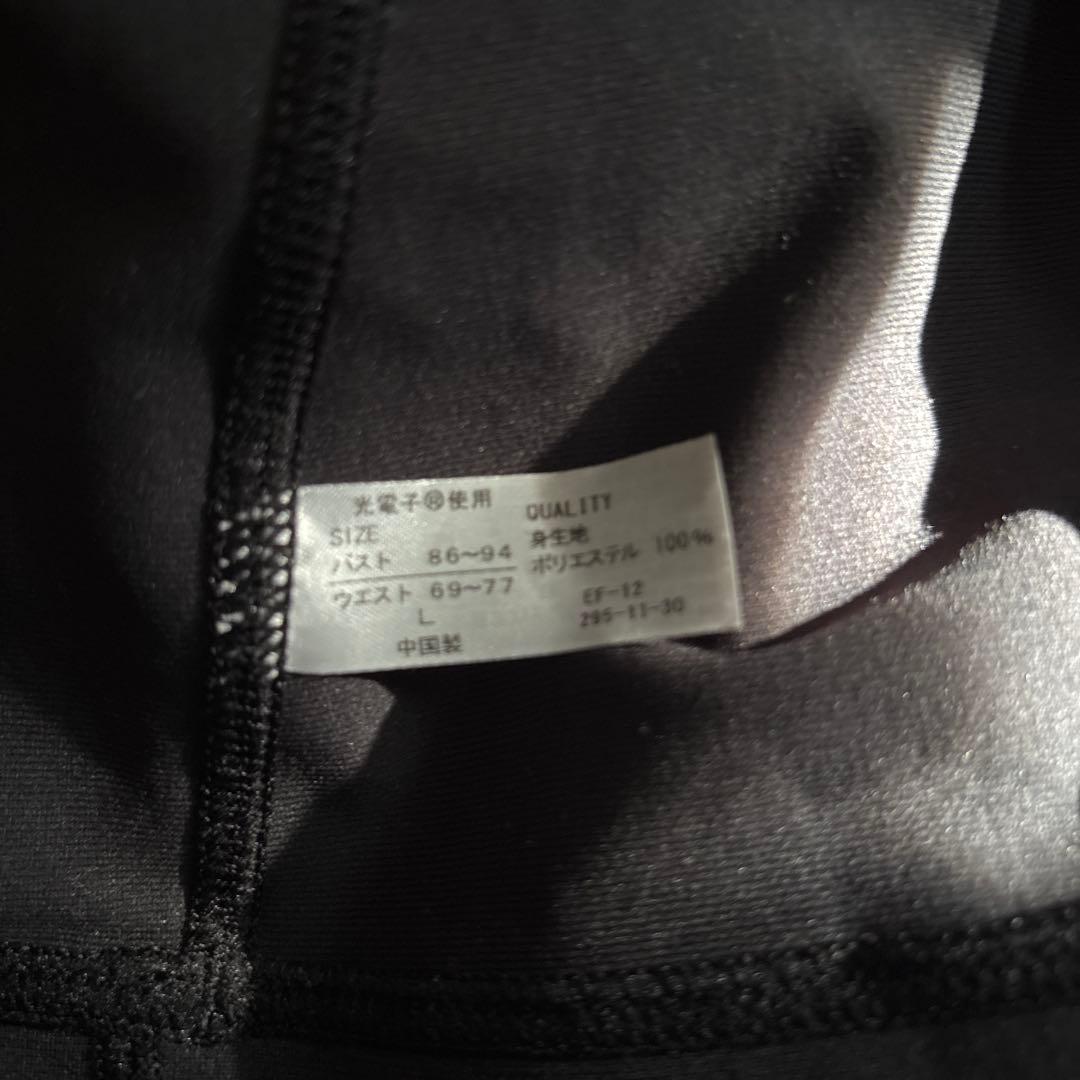 光電子®使用
SIZE
バスト 86～94
ウエスト 69～77
L
中国製
QUALITY
身生地
ポリエステル 100%
EF-12
295-11-30